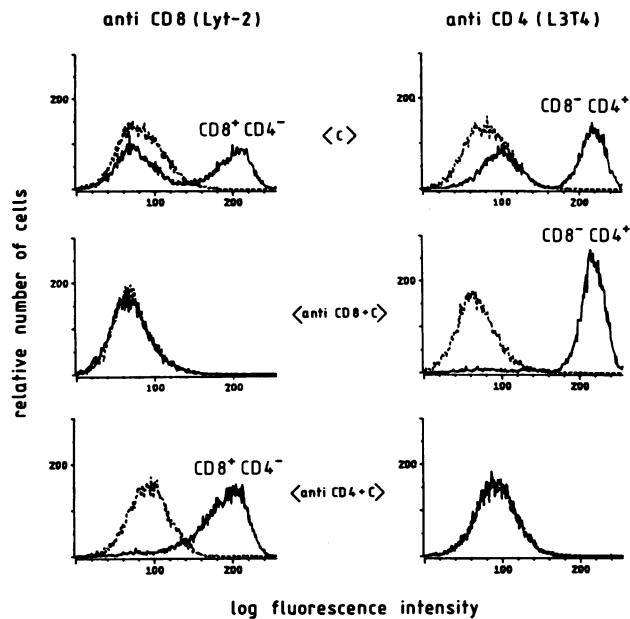 anti CD8 (Lyt-2)
anti CD4 (L3T4)
200
CD8⁺ CD4⁻
100
200
<C>
200
CD8⁻ CD4⁺
100
200
relative number of cells
200
100
200
<anti CD8+C>
200
CD8⁻ CD4⁺
100
200
200
CD8⁺ CD4⁻
100
200
<anti CD4+C>
200
100
200
log fluorescence intensity